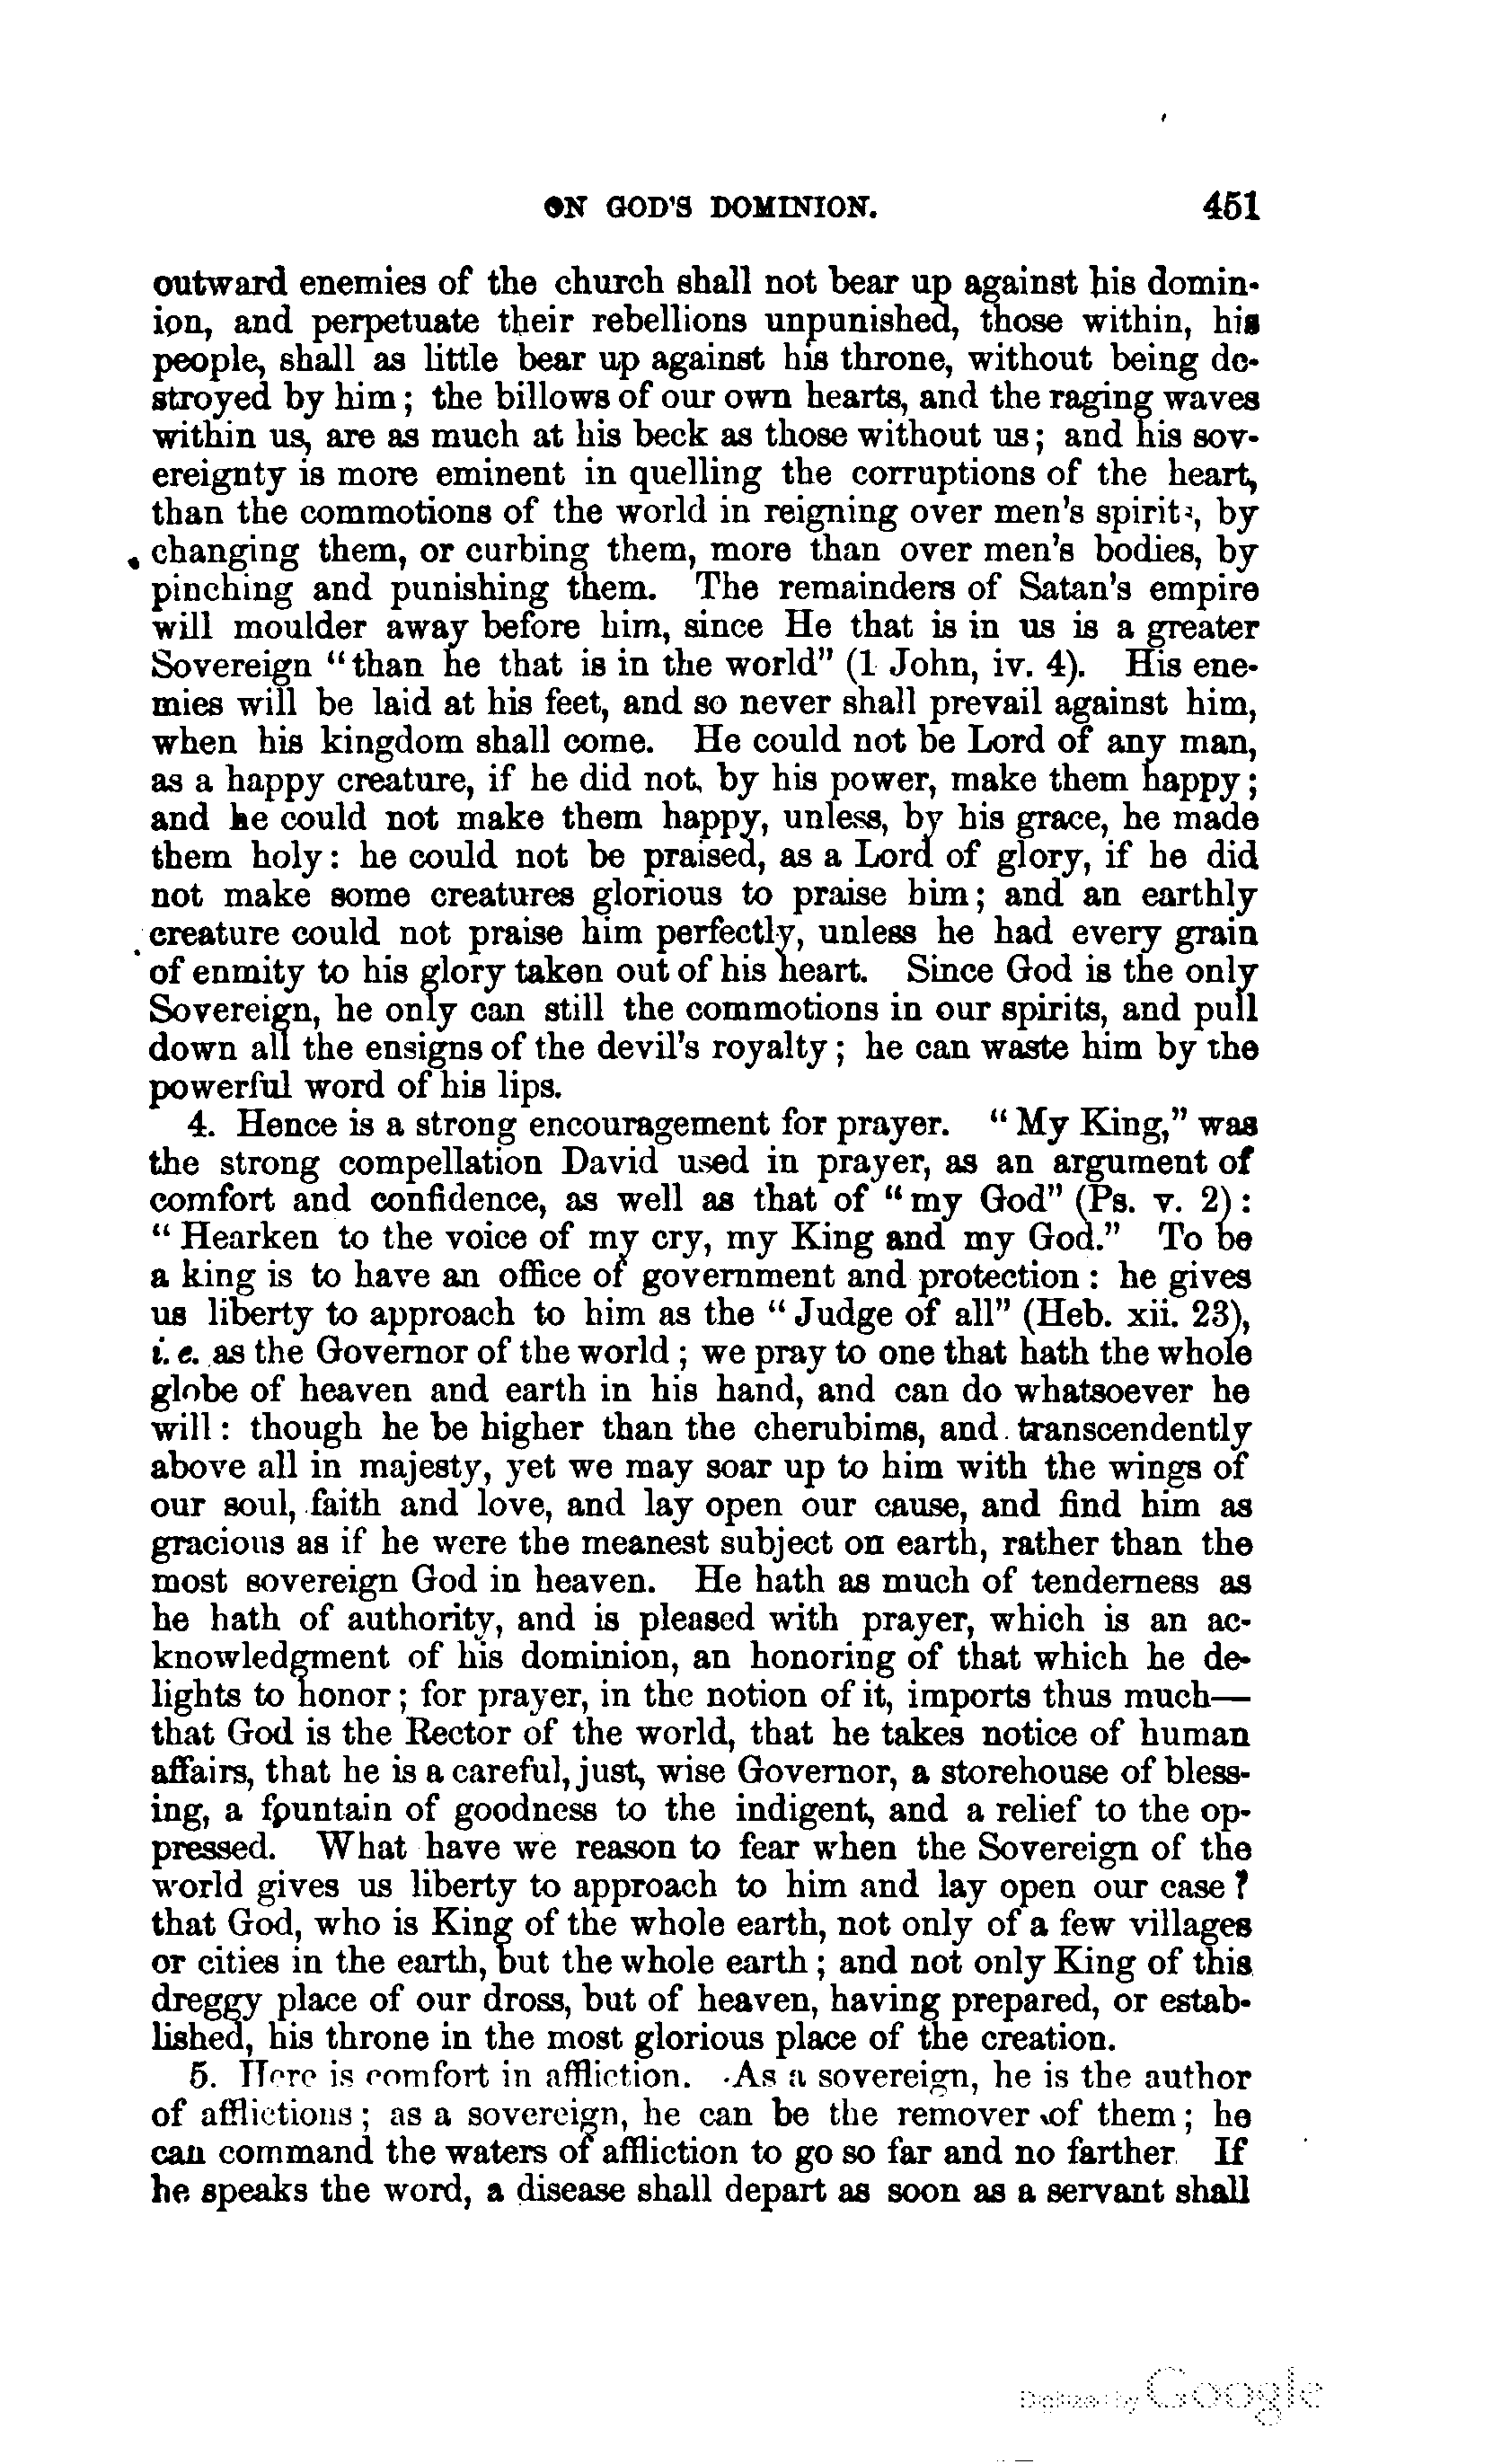 ON GOD'S DOMINION. 451
outward enemies of the church shall not bear up against his domin-
ion, and perpetuate their rebellions unpunished, those within, his
people, shall as little bear up against his throne, without being de-
stroyed by him; the billows of our own hearts, and the raging waves
within us, are as much at his beck as those without us; and his sov-
ereignty is more eminent in quelling the corruptions of the heart,
than the commotions of the world in reigning over men's spirits, by
changing them, or curbing them, more than over men's bodies, by
pinching and punishing them. The remainders of Satan's empire
will moulder away before him, since He that is in us is a greater
Sovereign "than he that is in the world" (1 John, iv. 4). His ene-
mies will be laid at his feet, and so never shall prevail against him,
when his kingdom shall come. He could not be Lord of any man,
as a happy creature, if he did not, by his power, make them happy;
and he could not make them happy, unless, by his grace, he made
them holy: he could not be praised, as a Lord of glory, if he did
not make some creatures glorious to praise him; and an earthly
creature could not praise him perfectly, unless he had every grain
of enmity to his glory taken out of his heart. Since God is the only
Sovereign, he only can still the commotions in our spirits, and pull
down all the ensigns of the devil's royalty; he can waste him by the
powerful word of his lips.
4. Hence is a strong encouragement for prayer. "My King," was
the strong compellation David used in prayer, as an argument of
comfort and confidence, as well as that of "my God" (Ps. v. 2):
"Hearken to the voice of my cry, my King and my God." To be
a king is to have an office of government and protection: he gives
us liberty to approach to him as the "Judge of all" (Heb. xii. 23),
i. e. as the Governor of the world; we pray to one that hath the whole
globe of heaven and earth in his hand, and can do whatsoever he
will: though he be higher than the cherubims, and transcendently
above all in majesty, yet we may soar up to him with the wings of
our soul, faith and love, and lay open our cause, and find him as
gracious as if he were the meanest subject on earth, rather than the
most sovereign God in heaven. He hath as much of tenderness as
he hath of authority, and is pleased with prayer, which is an ac-
knowledgment of his dominion, an honoring of that which he de-
lights to honor; for prayer, in the notion of it, imports thus much—
that God is the Rector of the world, that he takes notice of human
affairs, that he is a careful, just, wise Governor, a storehouse of bless-
ing, a fountain of goodness to the indigent, and a relief to the op-
pressed. What have we reason to fear when the Sovereign of the
world gives us liberty to approach to him and lay open our case?
that God, who is King of the whole earth, not only of a few villages
or cities in the earth, but the whole earth; and not only King of this
dreggy place of our dross, but of heaven, having prepared, or estab-
lished, his throne in the most glorious place of the creation.
5. Here is comfort in affliction. As a sovereign, he is the author
of afflictions; as a sovereign, he can be the remover of them; he
can command the waters of affliction to go so far and no farther. If
he speaks the word, a disease shall depart as soon as a servant shall
Digitized by Google